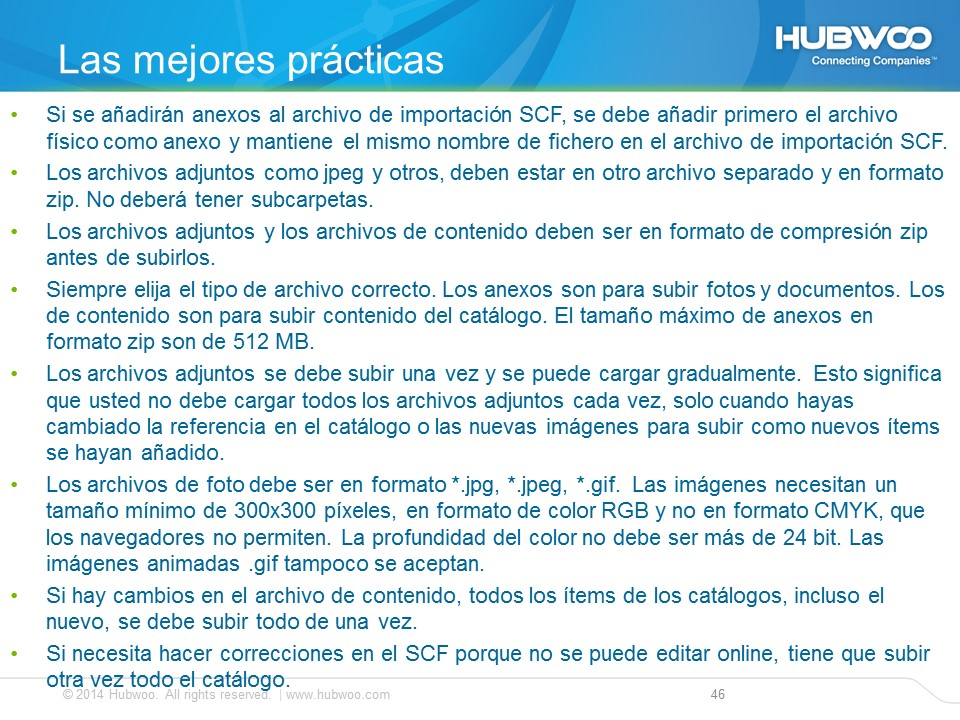 HUBWOO
Connecting Companies™
Las mejores prácticas
• Si se añadirán anexos al archivo de importación SCF, se debe añadir primero el archivo
físico como anexo y mantiene el mismo nombre de fichero en el archivo de importación SCF.
• Los archivos adjuntos como jpeg y otros, deben estar en otro archivo separado y en formato
zip. No deberá tener subcarpetas.
• Los archivos adjuntos y los archivos de contenido deben ser en formato de compresión zip
antes de subirlos.
• Siempre elija el tipo de archivo correcto. Los anexos son para subir fotos y documentos. Los
de contenido son para subir contenido del catálogo. El tamaño máximo de anexos en
formato zip son de 512 MB.
• Los archivos adjuntos se debe subir una vez y se puede cargar gradualmente. Esto significa
que usted no debe cargar todos los archivos adjuntos cada vez, solo cuando hayas
cambiado la referencia en el catálogo o las nuevas imágenes para subir como nuevos ítems
se hayan añadido.
• Los archivos de foto debe ser en formato *.jpg, *.jpeg, *.gif. Las imágenes necesitan un
tamaño mínimo de 300x300 píxeles, en formato de color RGB y no en formato CMYK, que
los navegadores no permiten. La profundidad del color no debe ser más de 24 bit. Las
imágenes animadas .gif tampoco se aceptan.
• Si hay cambios en el archivo de contenido, todos los ítems de los catálogos, incluso el
nuevo, se debe subir todo de una vez.
• Si necesita hacer correcciones en el SCF porque no se puede editar online, tiene que subir
otra vez todo el catálogo.
© 2014 Hubwoo. All rights reserved. | www.hubwoo.com 46